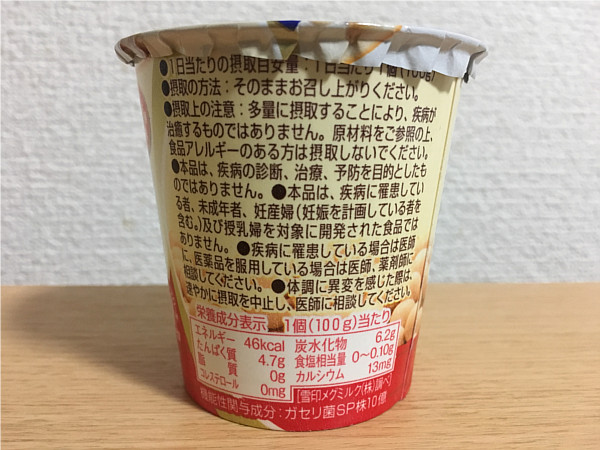 ●1日当たりの摂取目安量：1日当たり1個(100g)
●摂取の方法：そのままお召し上がりください。
●摂取上の注意：多量に摂取することにより、疾病が
治癒するものではありません。原材料をご参照の上、
食品アレルギーのある方は摂取しないでください。
●本品は、疾病の診断、治療、予防を目的としたも
のではありません。●本品は、疾病に罹患してい
る者、未成年者、妊産婦(妊娠を計画している者を
含む。)及び授乳婦を対象に開発された食品では
ありません。●疾病に罹患している場合は医師
に、医薬品を服用している場合は医師、薬剤師に
相談してください。●体調に異変を感じた際は、
速やかに摂取を中止し、医師に相談してください。
栄養成分表示 1個(100g)当たり
エネルギー 46kcal 炭水化物 6.2g
たんぱく質 4.7g 食塩相当量 0〜0.10g
脂質 0g カルシウム 13mg
コレステロール 0mg [雪印メグミルク(株)調べ]
機能性関与成分：ガセリ菌SP株10億